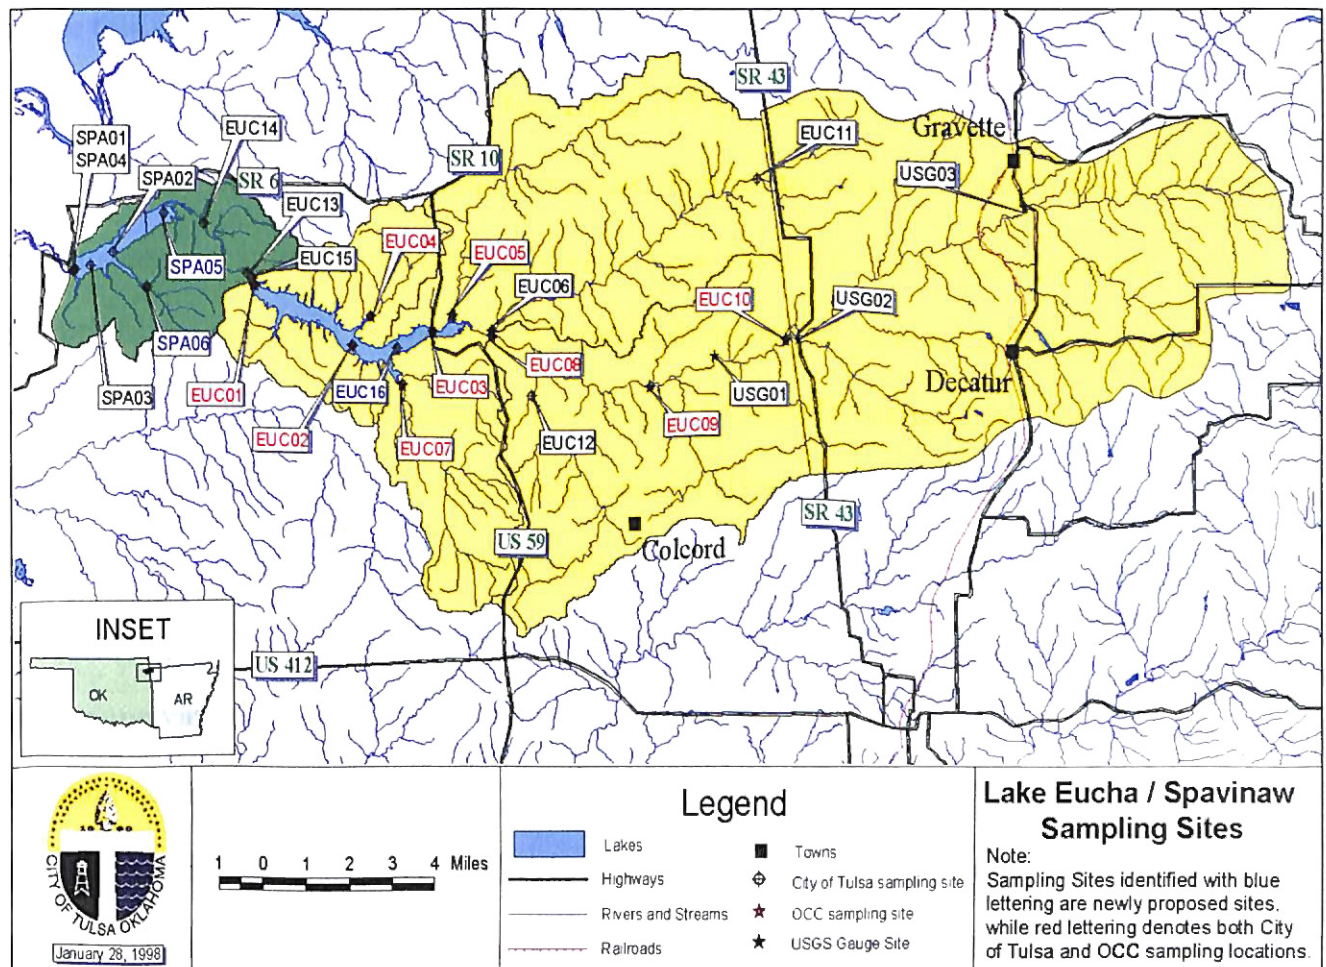 SR 43
EUC14
EUC11
Gravette
SPA01
SPA04
SR 10
SPA02
SR 6
USG03
EUC13
EUC04
EUC05
EUC15
SPA05
EUC06
EUC10
USG02
SPA06
EUC08
SPA03
EUC01
EUC16
EUC03
USG01
Decatur
EUC02
EUC07
EUC12
EUC09
SR 43
US 59
Colcord
INSET
US 412
OK
AR
CITY OF TULSA OKLAHOMA
January 28, 1998
1 0 1 2 3 4 Miles
Legend
Lakes
Highways
Rivers and Streams
Railroads
Towns
City of Tulsa sampling site
OCC sampling site
USGS Gauge Site
Lake Eucha / Spavinaw
Sampling Sites
Note:
Sampling Sites identified with blue
lettering are newly proposed sites,
while red lettering denotes both City
of Tulsa and OCC sampling locations.